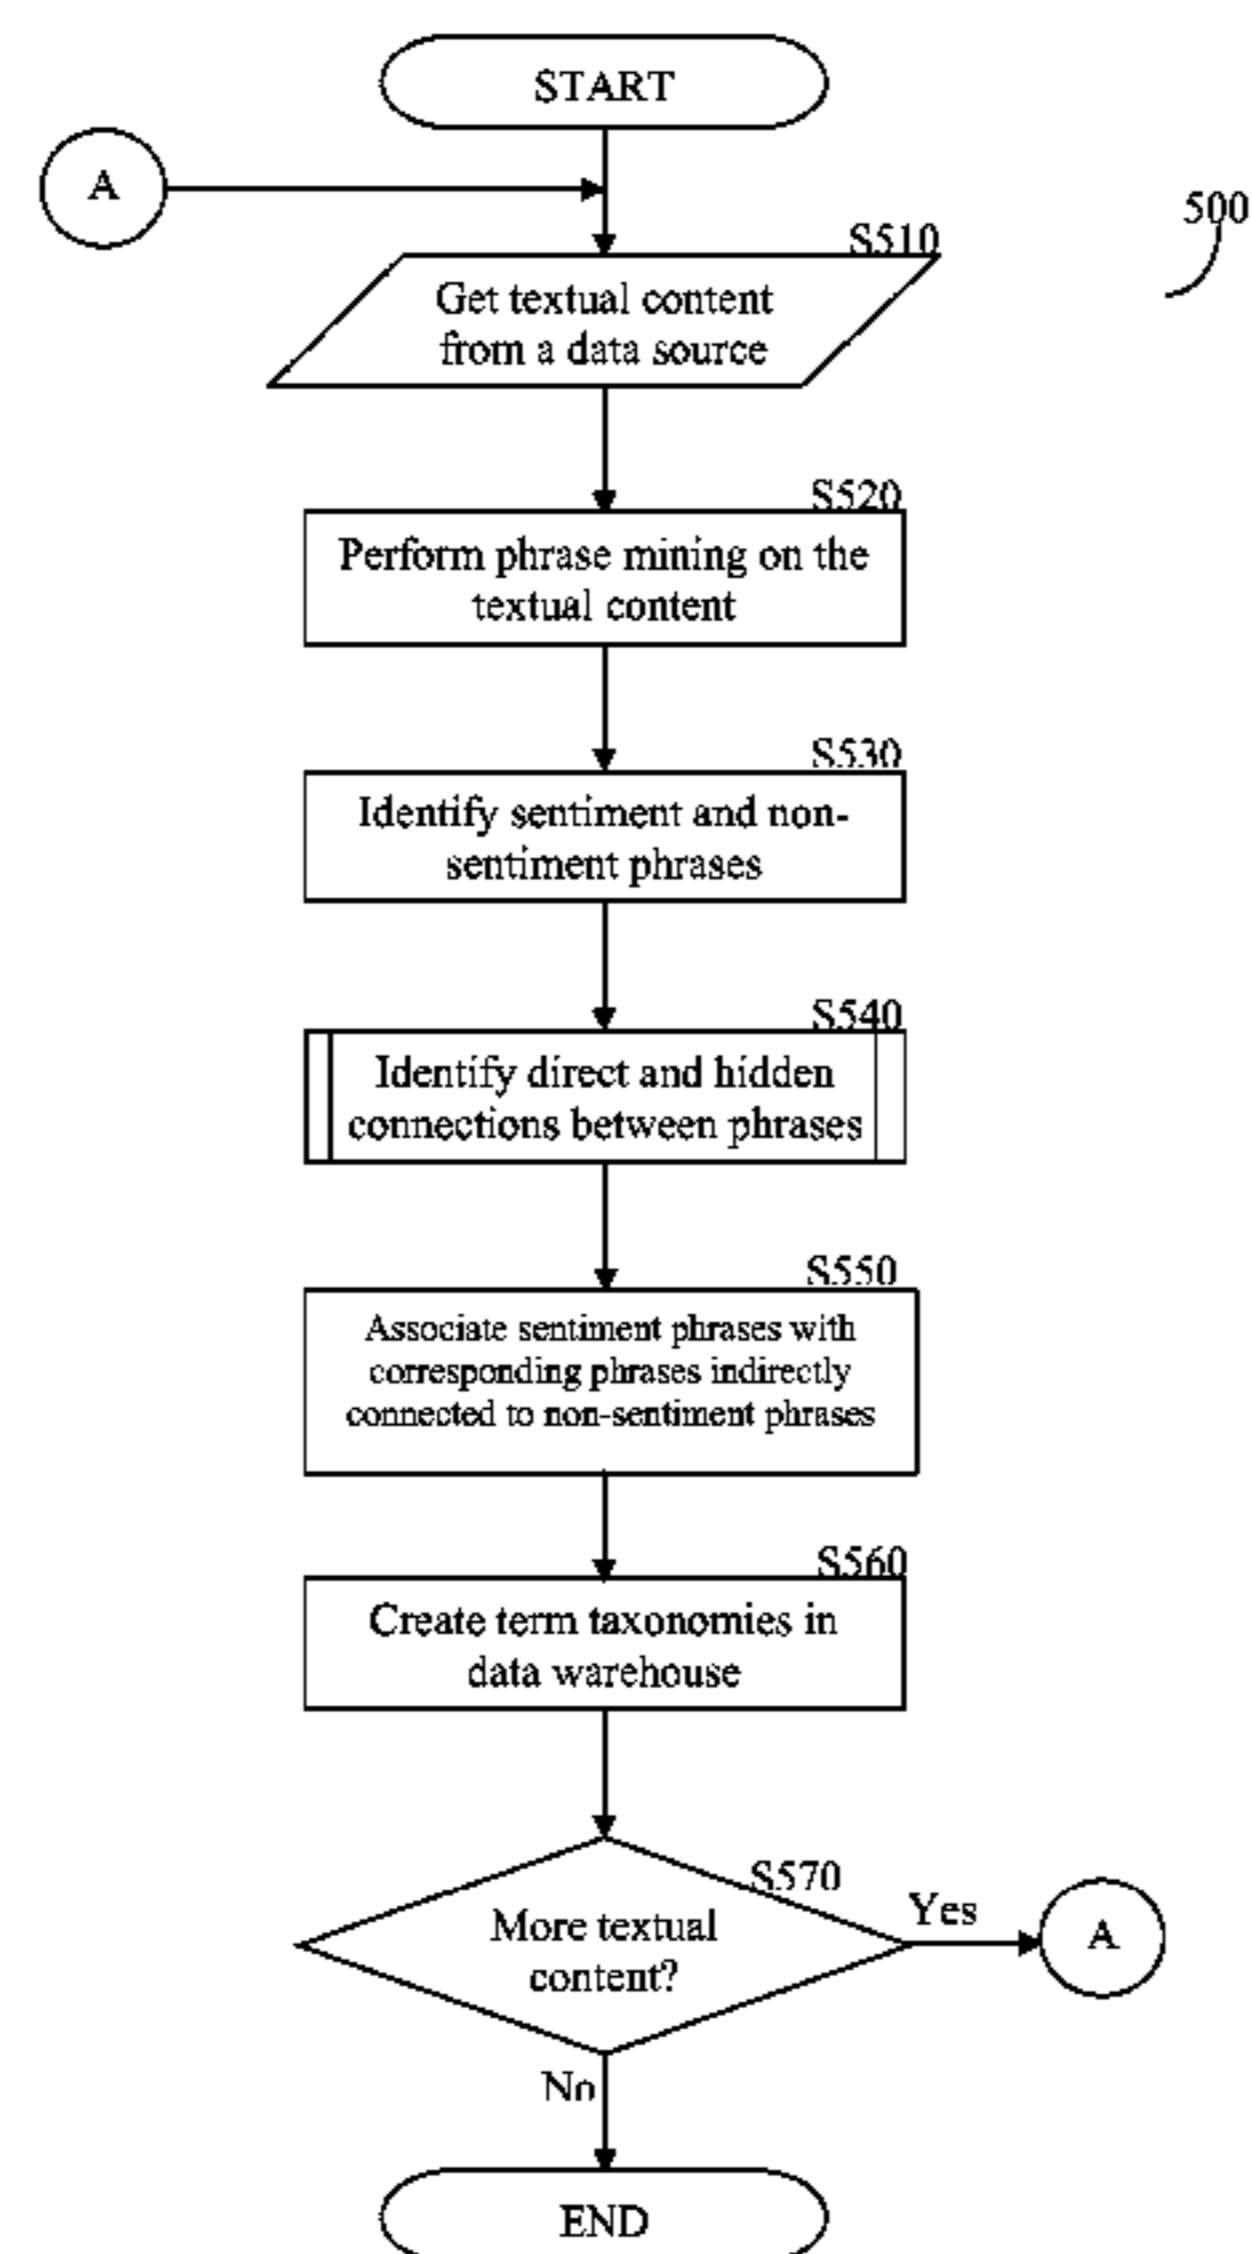 START
A
500
S510
Get textual content
from a data source
S520
Perform phrase mining on the
textual content
S530
Identify sentiment and non-
sentiment phrases
S540
Identify direct and hidden
connections between phrases
S550
Associate sentiment phrases with
corresponding phrases indirectly
connected to non-sentiment phrases
S560
Create term taxonomies in
data warehouse
S570
More textual
content?
Yes
A
No
END